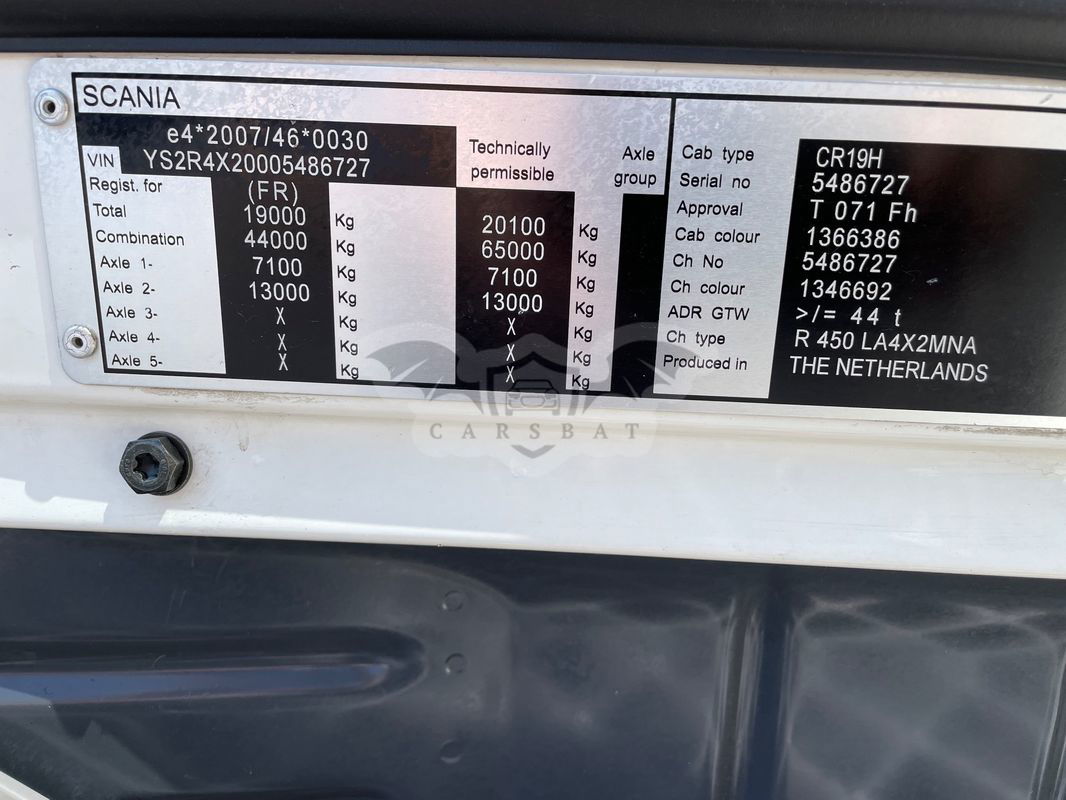 SCANIA
e4*2007/46*0030
VIN YS2R4X20005486727
Technically permissible
Axle group
Regist. for (FR)
Total 19000 Kg 20100 Kg
Combination 44000 Kg 65000 Kg
Axle 1- 7100 Kg 7100 Kg
Axle 2- 13000 Kg 13000 Kg
Axle 3- X Kg X Kg
Axle 4- X Kg X Kg
Axle 5- X Kg X Kg
Cab type CR19H
Serial no 5486727
Approval T 071 Fh
Cab colour 1366386
Ch No 5486727
Ch colour 1346692
ADR GTW >/= 44 t
Ch type R 450 LA4X2MNA
Produced in THE NETHERLANDS
CARSBAT